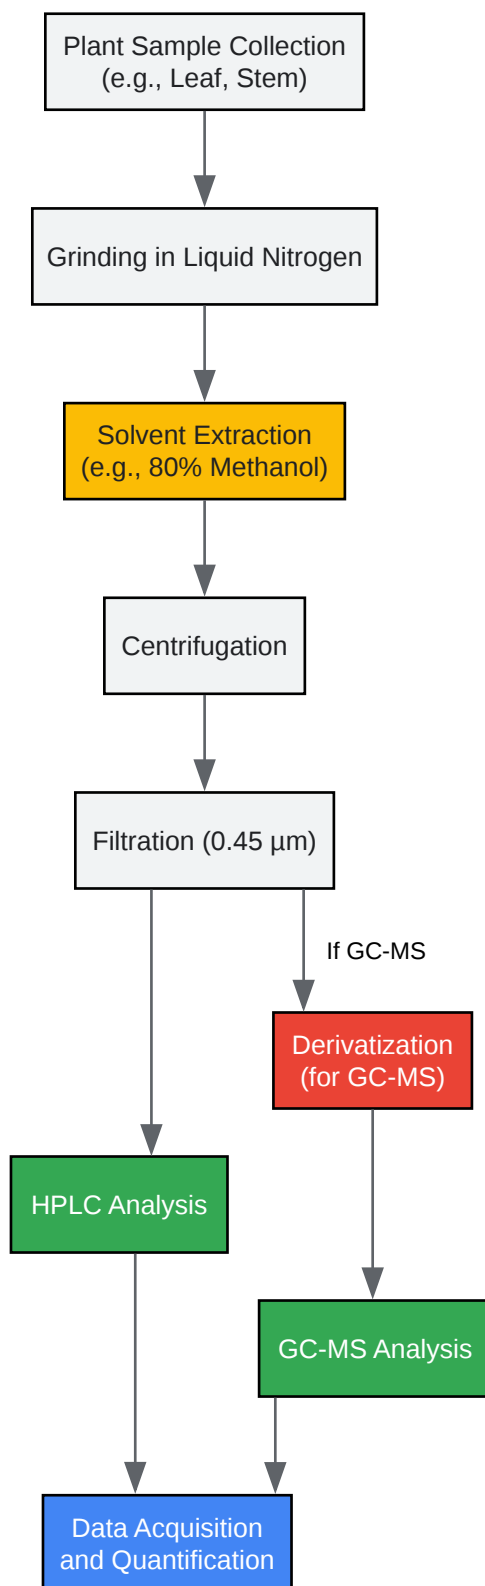 Plant Sample Collection
(e.g., Leaf, Stem)
Grinding in Liquid Nitrogen
Solvent Extraction
(e.g., 80% Methanol)
Centrifugation
Filtration (0.45 µm)
If GC-MS
Derivatization
(for GC-MS)
HPLC Analysis
GC-MS Analysis
Data Acquisition
and Quantification